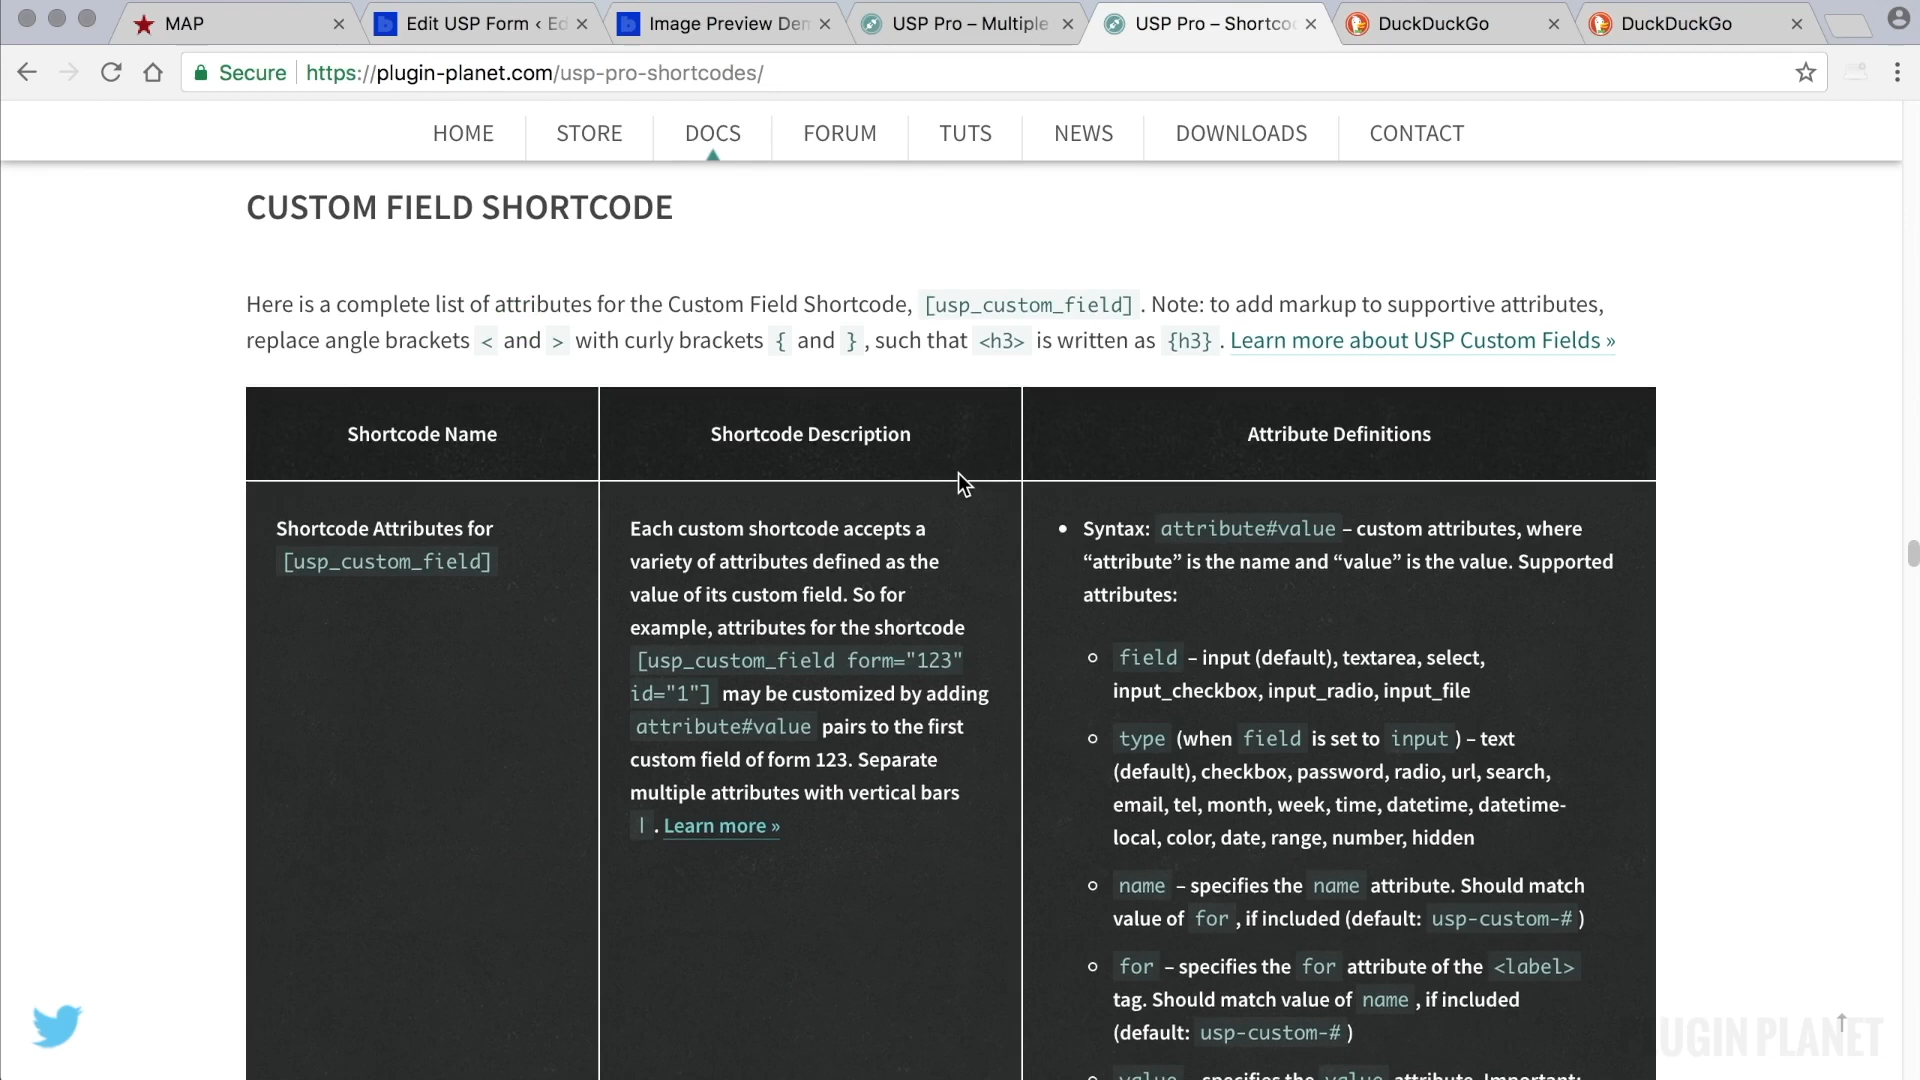 MAP
Edit USP Form ‹ Ed
Image Preview Dem
USP Pro – Multiple
USP Pro – Shortco
DuckDuckGo
DuckDuckGo
Secure
https://plugin-planet.com/usp-pro-shortcodes/
HOME
STORE
DOCS
FORUM
TUTS
NEWS
DOWNLOADS
CONTACT
CUSTOM FIELD SHORTCODE
Here is a complete list of attributes for the Custom Field Shortcode, [usp_custom_field]. Note: to add markup to supportive attributes,
replace angle brackets < and > with curly brackets { and }, such that <h3> is written as {h3}. Learn more about USP Custom Fields »
Shortcode Name
Shortcode Description
Attribute Definitions
Shortcode Attributes for
[usp_custom_field]
Each custom shortcode accepts a
variety of attributes defined as the
value of its custom field. So for
example, attributes for the shortcode
[usp_custom_field form="123"
id="1"] may be customized by adding
attribute#value pairs to the first
custom field of form 123. Separate
multiple attributes with vertical bars
| . Learn more »
Syntax: attribute#value – custom attributes, where
“attribute” is the name and “value” is the value. Supported
attributes:
field – input (default), textarea, select,
input_checkbox, input_radio, input_file
type (when field is set to input ) – text
(default), checkbox, password, radio, url, search,
email, tel, month, week, time, datetime, datetime-
local, color, date, range, number, hidden
name – specifies the name attribute. Should match
value of for , if included (default: usp-custom-# )
for – specifies the for attribute of the <label>
tag. Should match value of name , if included
(default: usp-custom-# )
value – specifies the value attribute. Important:
PLUGIN PLANET